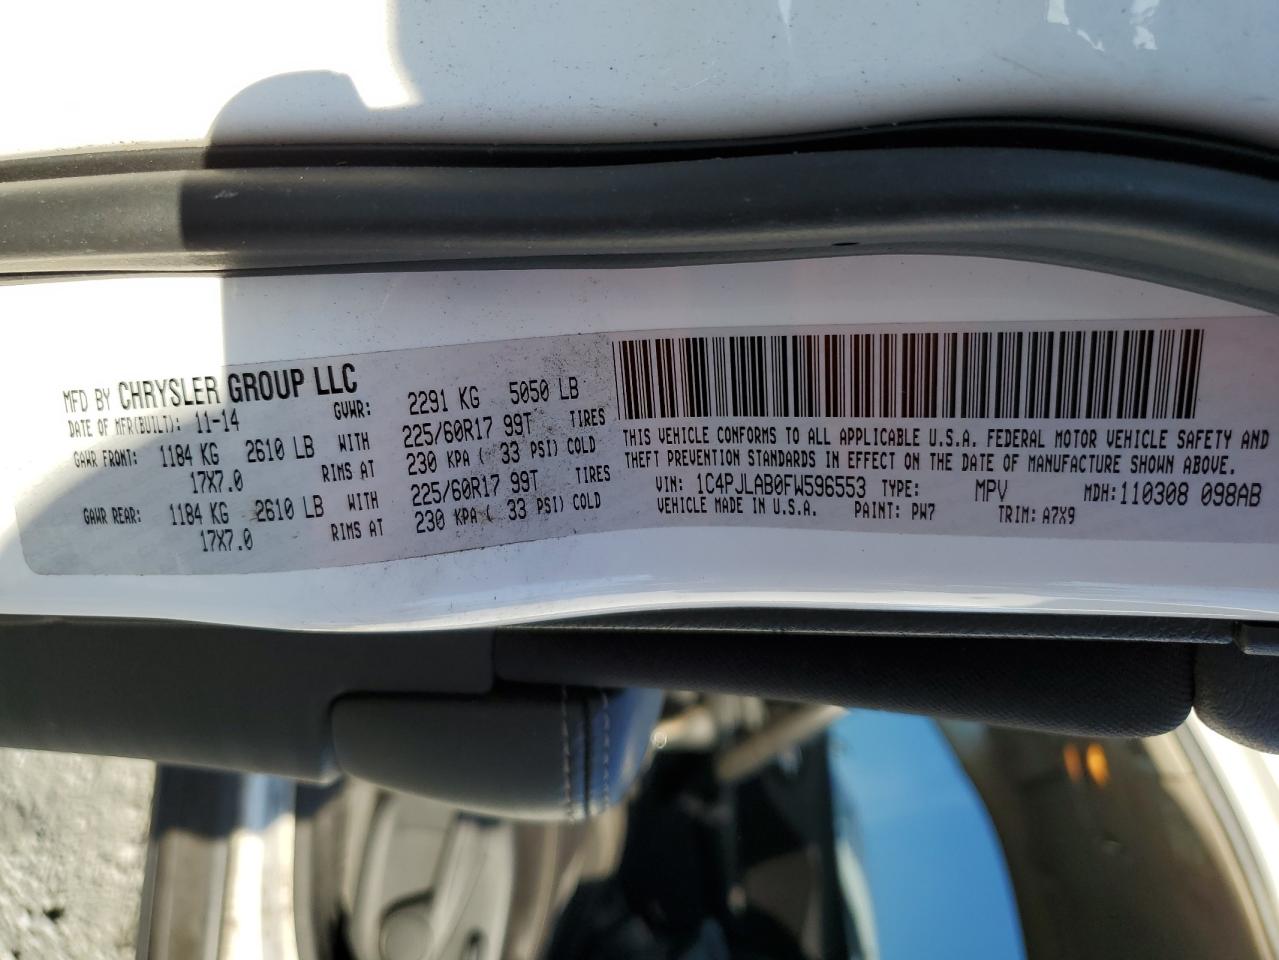 MFD BY CHRYSLER GROUP LLC
DATE OF MFR(BUILT): 11-14 GVWR: 2291 KG 5050 LB
GAWR FRONT: 1184 KG 2610 LB WITH 225/60R17 99T TIRES
17X7.0 RIMS AT 230 KPA ( 33 PSI) COLD
GAWR REAR: 1184 KG 2610 LB WITH 225/60R17 99T TIRES
17X7.0 RIMS AT 230 KPA ( 33 PSI) COLD
THIS VEHICLE CONFORMS TO ALL APPLICABLE U.S.A. FEDERAL MOTOR VEHICLE SAFETY AND
THEFT PREVENTION STANDARDS IN EFFECT ON THE DATE OF MANUFACTURE SHOWN ABOVE.
VIN: 1C4PJLAB0FW596553 TYPE: MPV MDH: 110308 098AB
VEHICLE MADE IN U.S.A. PAINT: PW7 TRIM: A7X9